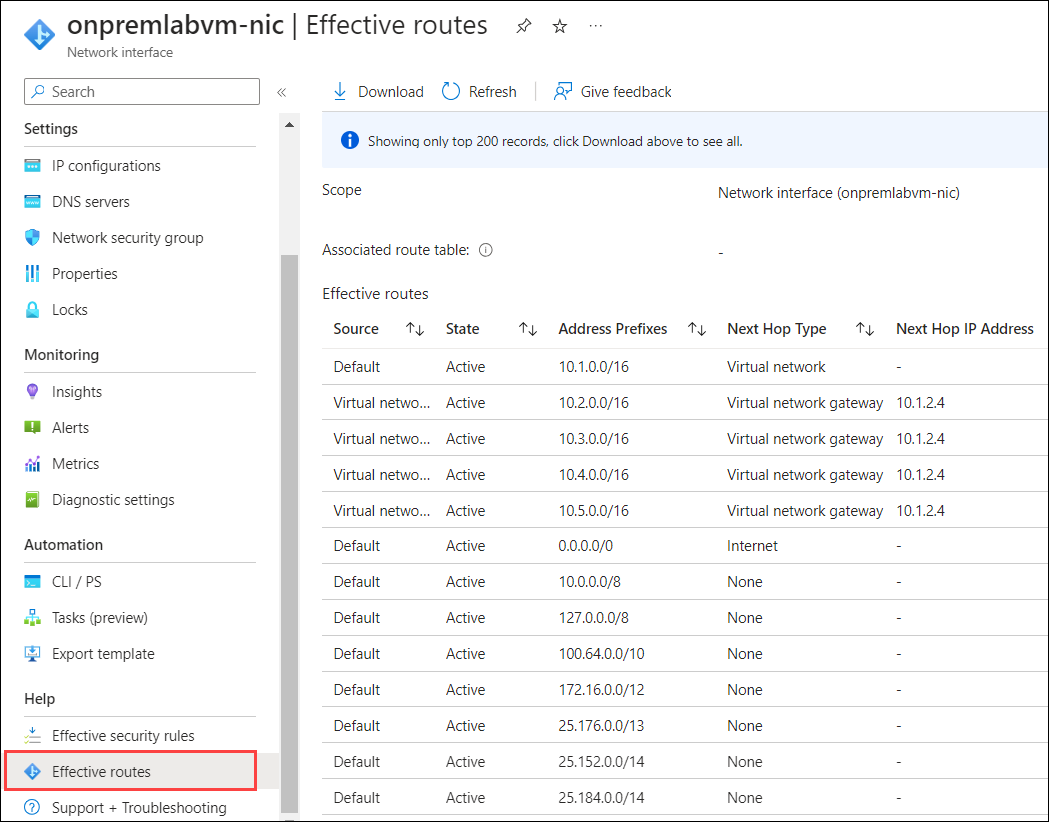 onpremlabvm-nic | Effective routes
Network interface
Search
Settings
IP configurations
DNS servers
Network security group
Properties
Locks
Monitoring
Insights
Alerts
Metrics
Diagnostic settings
Automation
CLI / PS
Tasks (preview)
Export template
Help
Effective security rules
Effective routes
Support + Troubleshooting
Download Refresh Give feedback
Showing only top 200 records, click Download above to see all.
Scope Network interface (onpremlabvm-nic)
Associated route table: -
Effective routes
Source State Address Prefixes Next Hop Type Next Hop IP Address
Default Active 10.1.0.0/16 Virtual network -
Virtual netwo... Active 10.2.0.0/16 Virtual network gateway 10.1.2.4
Virtual netwo... Active 10.3.0.0/16 Virtual network gateway 10.1.2.4
Virtual netwo... Active 10.4.0.0/16 Virtual network gateway 10.1.2.4
Virtual netwo... Active 10.5.0.0/16 Virtual network gateway 10.1.2.4
Default Active 0.0.0.0/0 Internet -
Default Active 10.0.0.0/8 None -
Default Active 127.0.0.0/8 None -
Default Active 100.64.0.0/10 None -
Default Active 172.16.0.0/12 None -
Default Active 25.176.0.0/13 None -
Default Active 25.152.0.0/14 None -
Default Active 25.184.0.0/14 None -